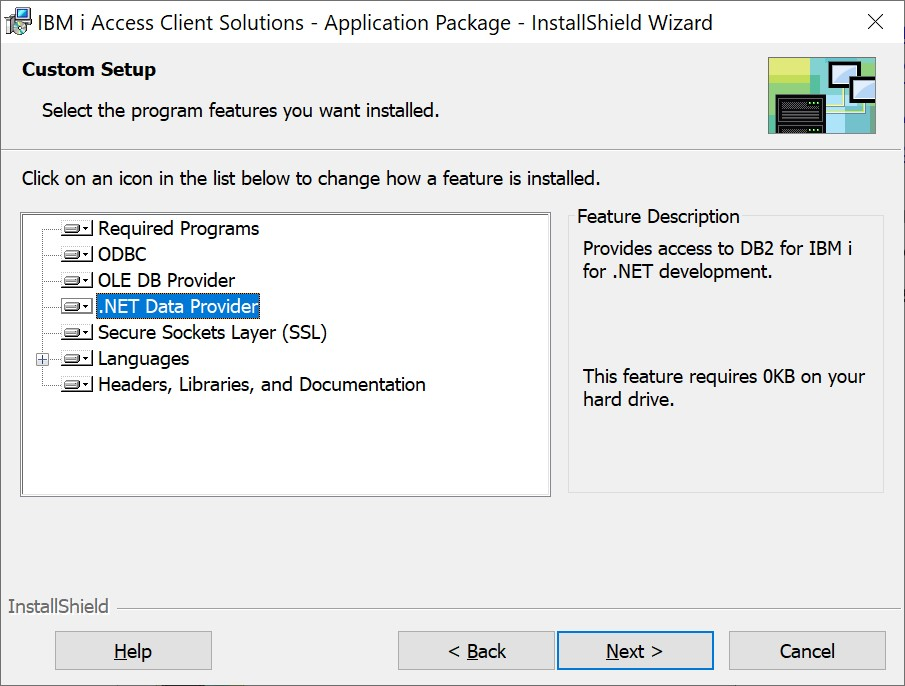 IBM i Access Client Solutions - Application Package - InstallShield Wizard
Custom Setup
Select the program features you want installed.
Click on an icon in the list below to change how a feature is installed.
Required Programs
ODBC
OLE DB Provider
.NET Data Provider
Secure Sockets Layer (SSL)
Languages
Headers, Libraries, and Documentation
Feature Description
Provides access to DB2 for IBM i
for .NET development.
This feature requires 0KB on your
hard drive.
InstallShield
Help
< Back
Next >
Cancel